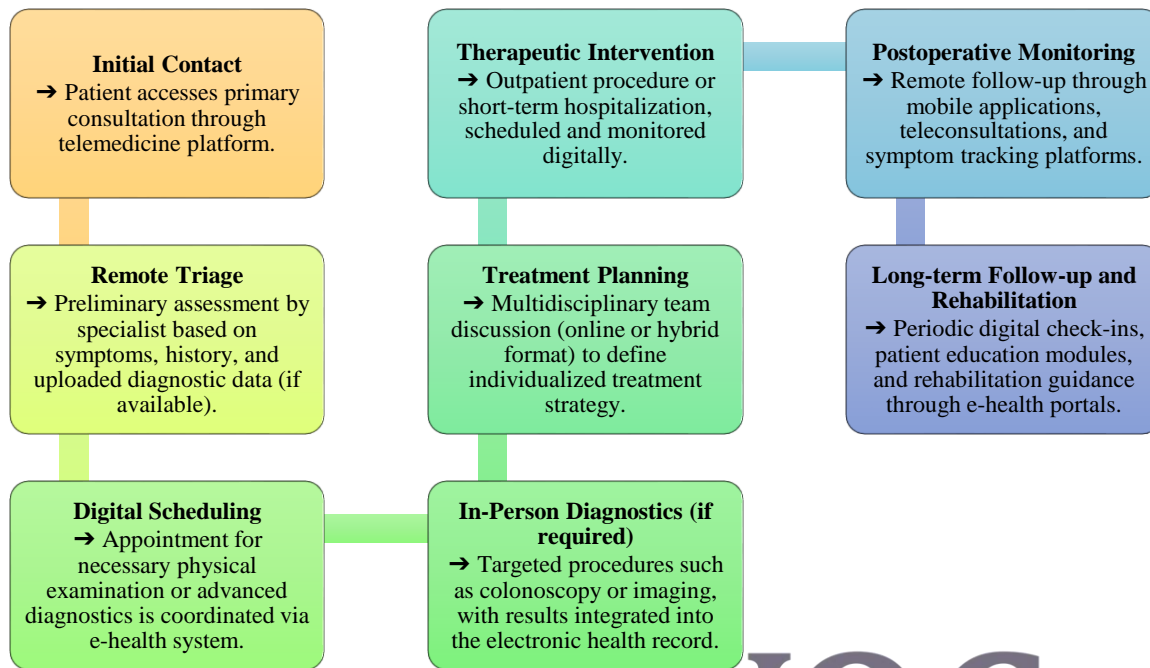 Initial Contact
➔ Patient accesses primary
consultation through
telemedicine platform.
Remote Triage
➔ Preliminary assessment by
specialist based on
symptoms, history, and
uploaded diagnostic data (if
available).
Digital Scheduling
➔ Appointment for
necessary physical
examination or advanced
diagnostics is coordinated via
e-health system.
In-Person Diagnostics (if
required)
➔ Targeted procedures such
as colonoscopy or imaging,
with results integrated into
the electronic health record.
Treatment Planning
➔ Multidisciplinary team
discussion (online or hybrid
format) to define
individualized treatment
strategy.
Therapeutic Intervention
➔ Outpatient procedure or
short-term hospitalization,
scheduled and monitored
digitally.
Postoperative Monitoring
➔ Remote follow-up through
mobile applications,
teleconsultations, and
symptom tracking platforms.
Long-term Follow-up and
Rehabilitation
➔ Periodic digital check-ins,
patient education modules,
and rehabilitation guidance
through e-health portals.